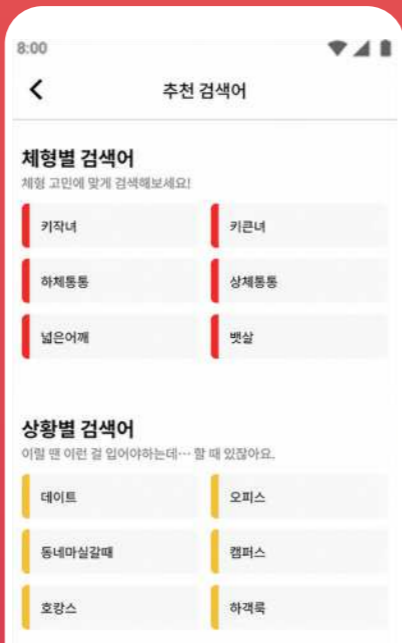 8:00
추천 검색어
체형별 검색어
체형 고민에 맞게 검색해보세요!
키작녀
키큰녀
하체통통
상체통통
넓은어깨
뱃살
상황별 검색어
이럴 땐 이런 걸 입어야하는데… 할 때 있잖아요.
데이트
오피스
동네마실갈때
캠퍼스
호캉스
하객룩